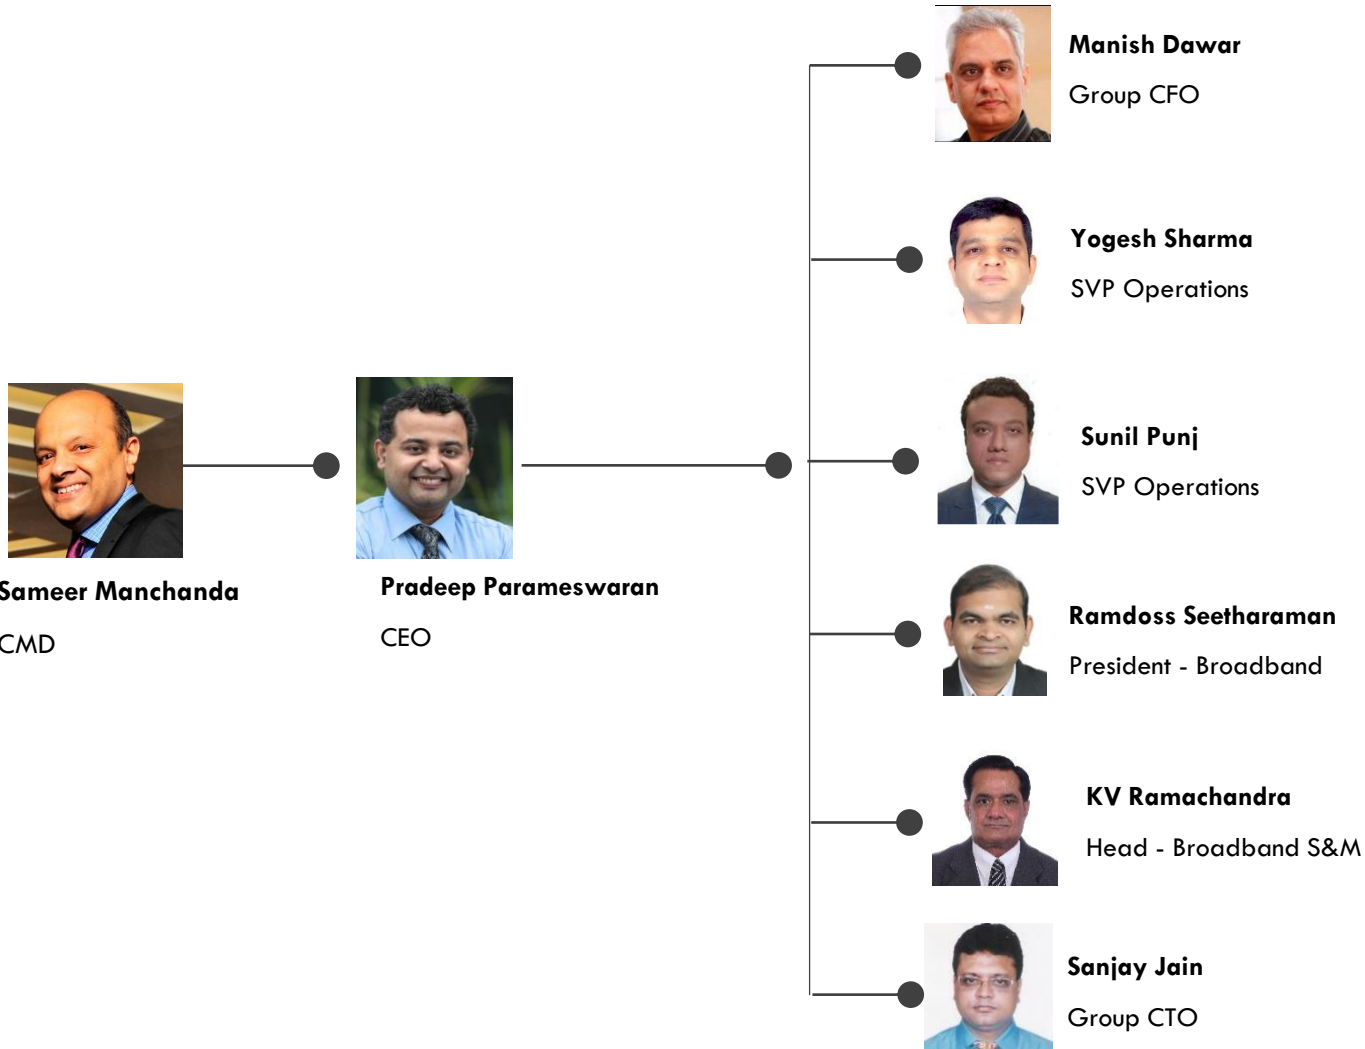 Manish Dawar
Group CFO
Yogesh Sharma
SVP Operations
Sunil Punj
SVP Operations
Sameer Manchanda
CMD
Pradeep Parameswaran
CEO
Ramdoss Seetharaman
President - Broadband
KV Ramachandra
Head - Broadband S&M
Sanjay Jain
Group CTO